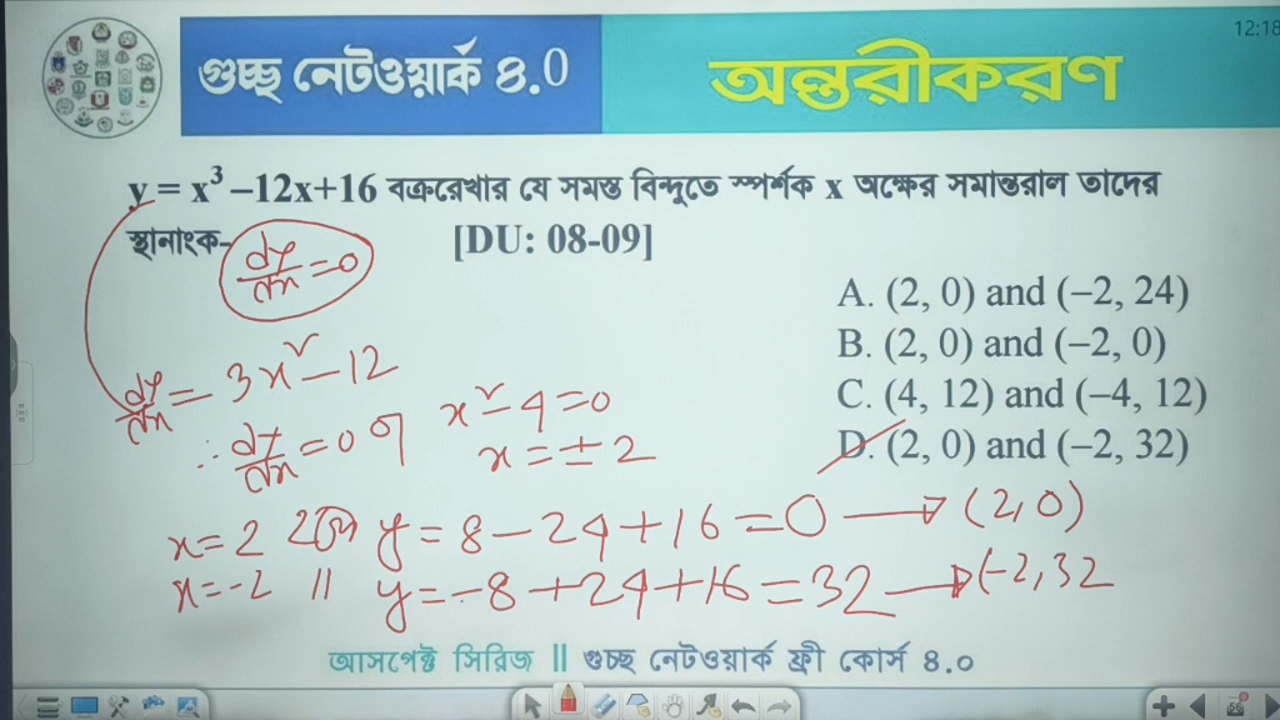 12:18
গুচ্ছ নেটওয়ার্ক ৪.0
অন্তরীকরণ
y = x³ –12x+16 বক্ররেখার যে সমস্ত বিন্দুতে স্পর্শক x অক্ষের সমান্তরাল তাদের
স্থানাংক- [DU: 08-09]
dy/dx = 0
A. (2, 0) and (–2, 24)
B. (2, 0) and (–2, 0)
C. (4, 12) and (–4, 12)
D. (2, 0) and (–2, 32)
dy/dx = 3x² – 12
∴ dy/dx = 0 এ x² – 4 = 0
x = ± 2
x = 2 হলে y = 8 – 24 + 16 = 0 → (2, 0)
x = -2 || y = -8 + 24 + 16 = 32 → (-2, 32
আসপেক্ট সিরিজ || গুচ্ছ নেটওয়ার্ক ফ্রী কোর্স ৪.০